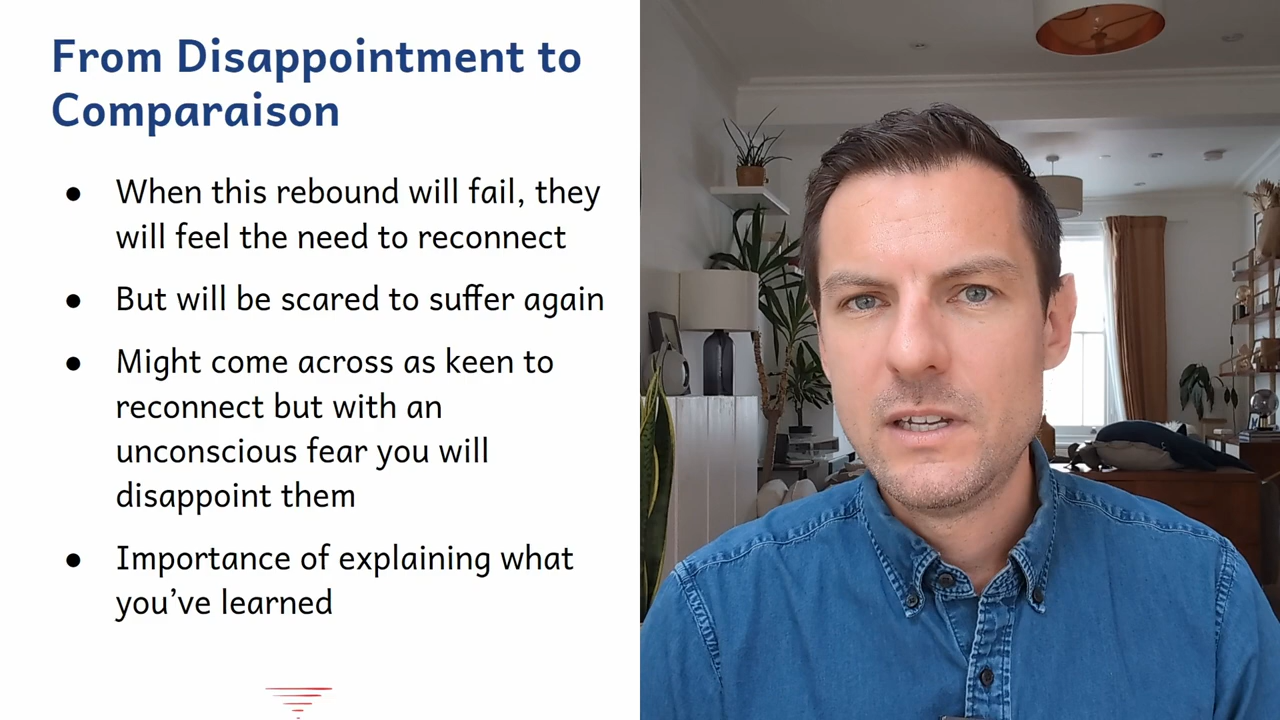 From Disappointment to
Comparaison
● When this rebound will fail, they
will feel the need to reconnect
● But will be scared to suffer again
● Might come across as keen to
reconnect but with an
unconscious fear you will
disappoint them
● Importance of explaining what
you’ve learned